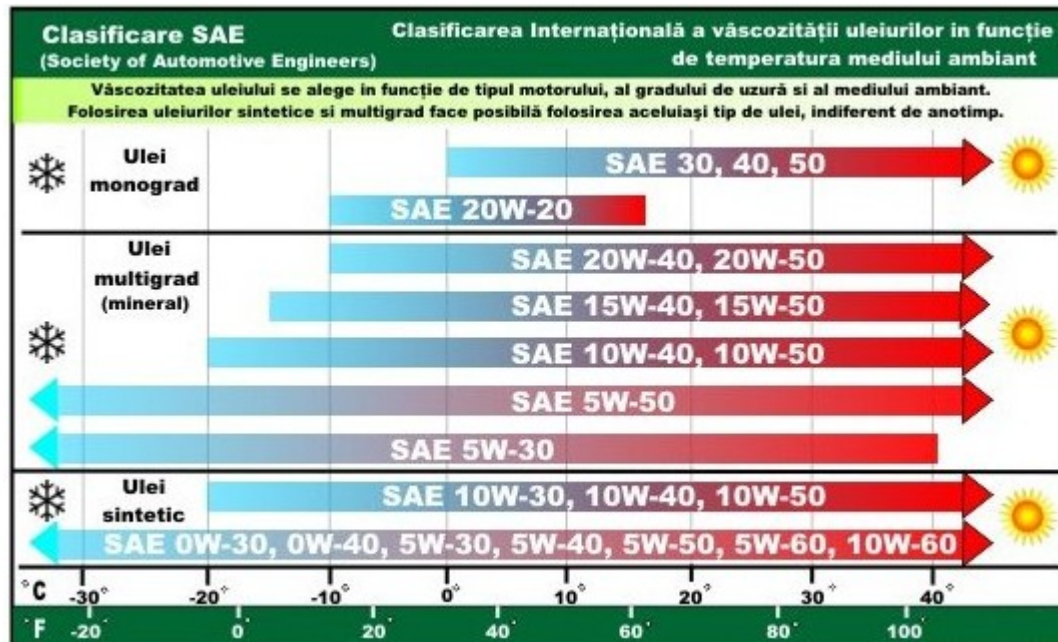 Clasificare SAE
(Society of Automotive Engineers)
Clasificarea Internațională a vâscozității uleiurilor in funcție
de temperatura mediului ambiant
Vâscozitatea uleiului se alege in funcție de tipul motorului, al gradului de uzură si al mediului ambiant.
Folosirea uleiurilor sintetice si multigrad face posibilă folosirea aceluiași tip de ulei, indiferent de anotimp.
Ulei
monograd
SAE 30, 40, 50
SAE 20W-20
Ulei
multigrad
(mineral)
SAE 20W-40, 20W-50
SAE 15W-40, 15W-50
SAE 10W-40, 10W-50
SAE 5W-50
SAE 5W-30
Ulei
sintetic
SAE 10W-30, 10W-40, 10W-50
SAE 0W-30, 0W-40, 5W-30, 5W-40, 5W-50, 5W-60, 10W-60
°C -30° -20° -10° 0° 10° 20° 30° 40°
°F -20° 0° 20° 40° 60° 80° 100°